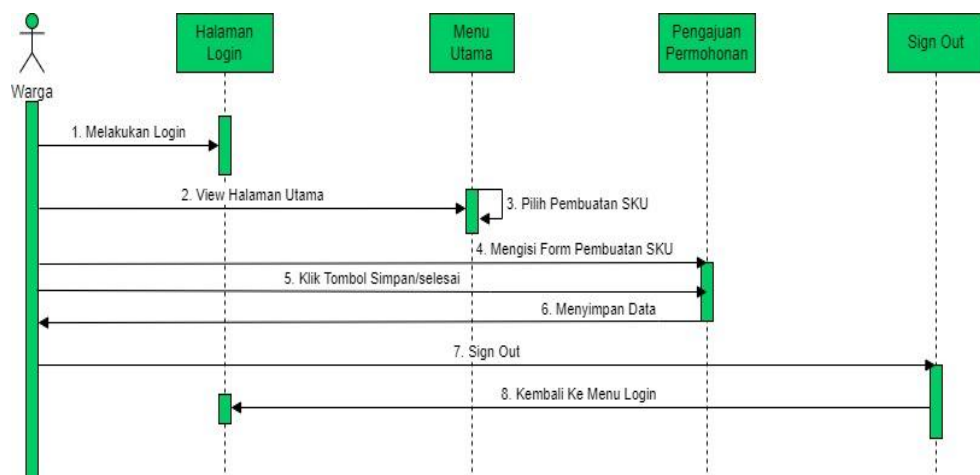 Halaman
Login
Menu
Utama
Pengajuan
Permohonan
Sign Out
Warga
1. Melakukan Login
2. View Halaman Utama
3. Pilih Pembuatan SKU
4. Mengisi Form Pembuatan SKU
5. Klik Tombol Simpan/selesai
6. Menyimpan Data
7. Sign Out
8. Kembali Ke Menu Login